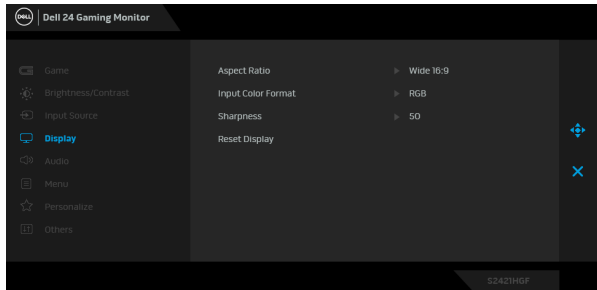 DELL Dell 24 Gaming Monitor
Game
Brightness/Contrast
Input Source
Display
Audio
Menu
Personalize
Others
Aspect Ratio Wide 16:9
Input Color Format RGB
Sharpness 50
Reset Display
S2421HGF